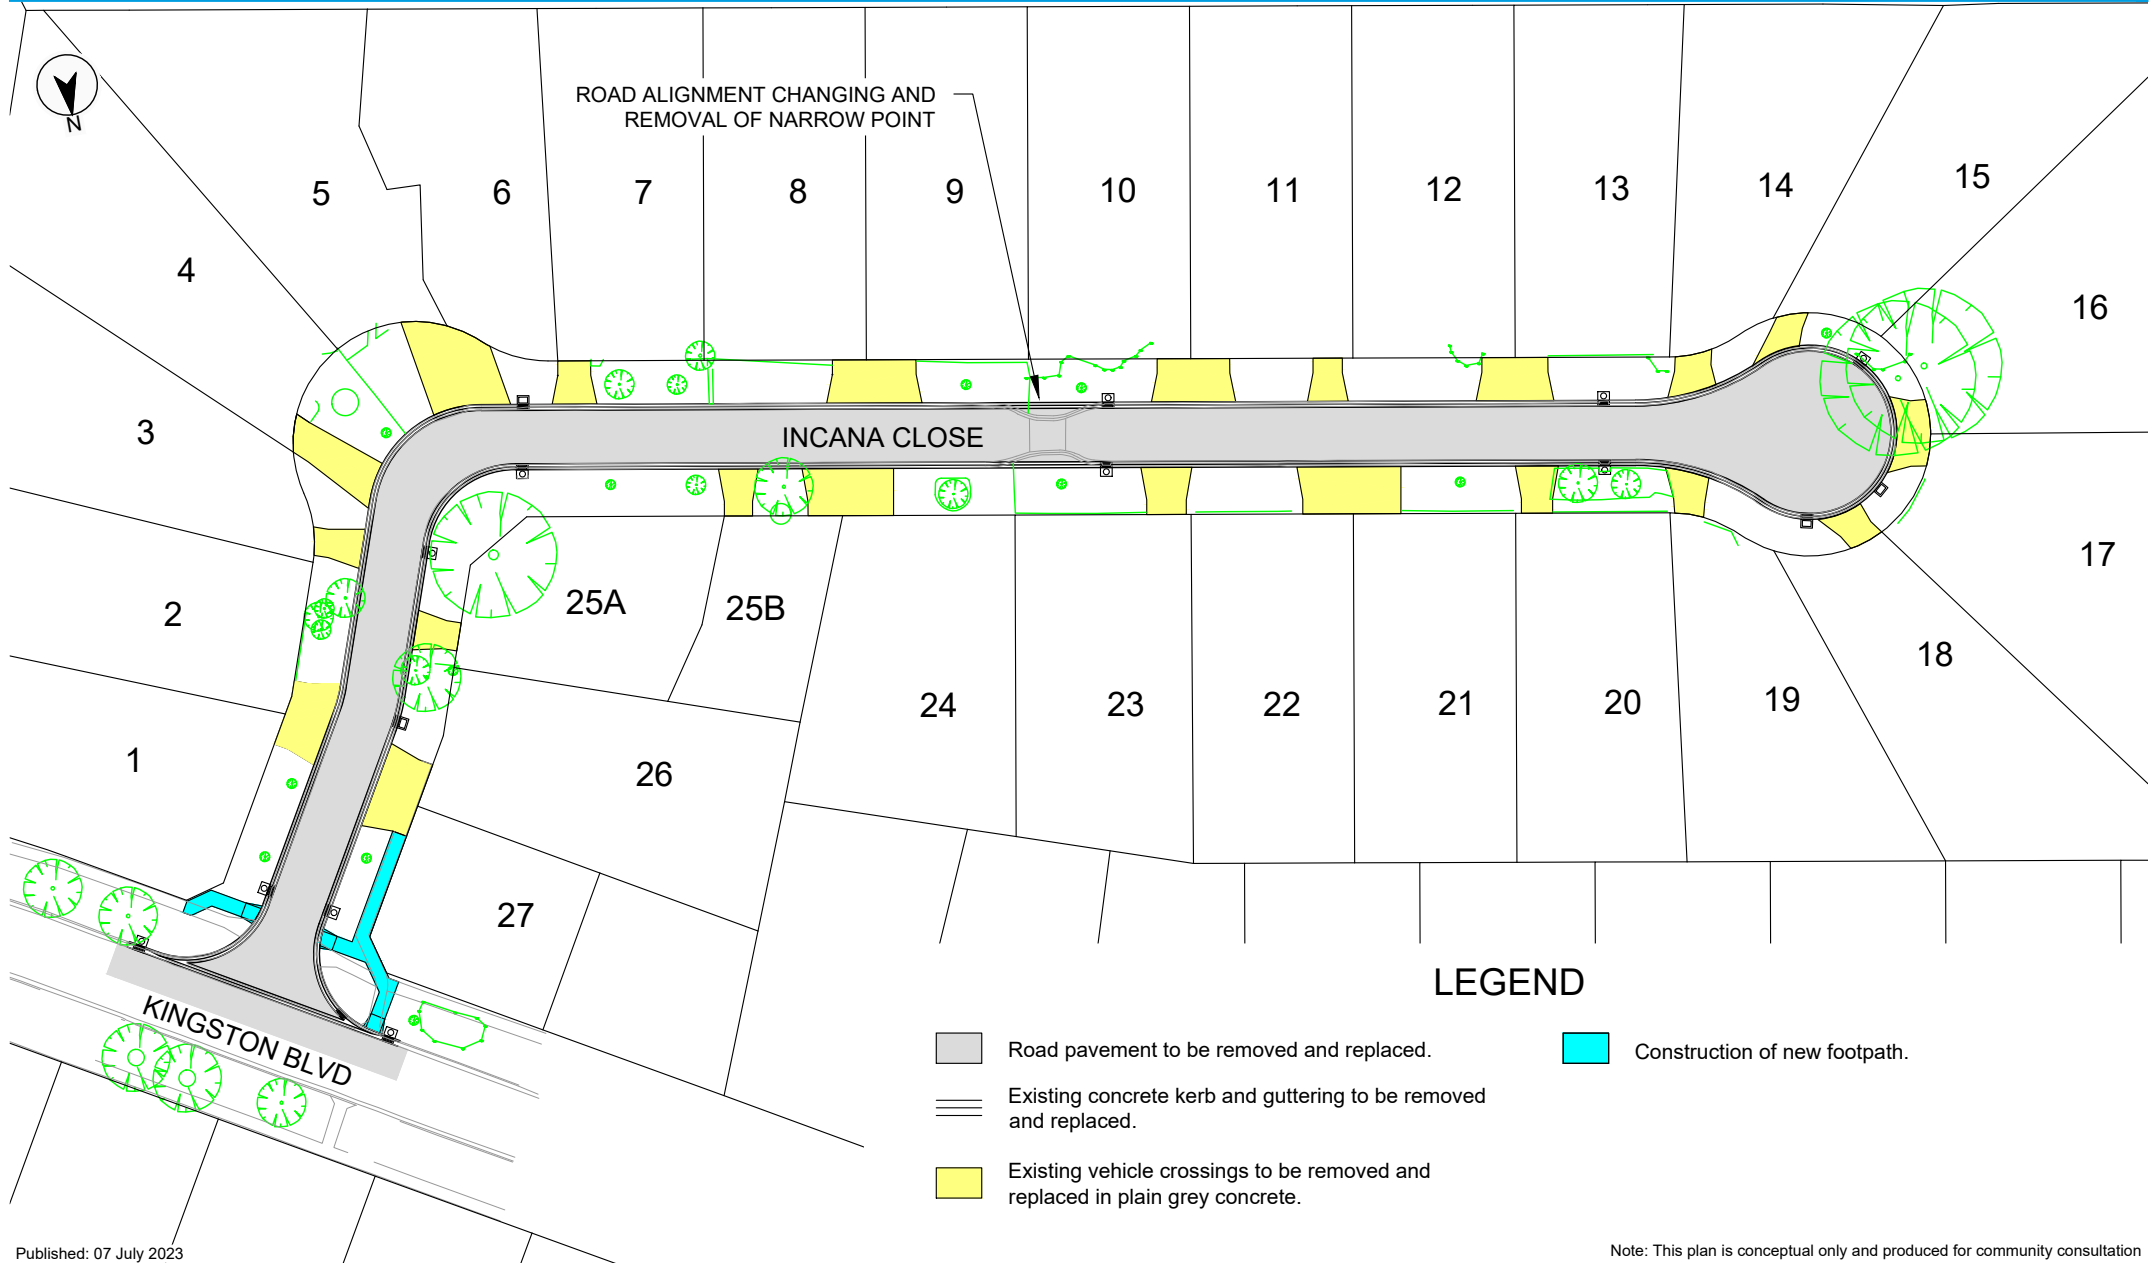 N
ROAD ALIGNMENT CHANGING AND
REMOVAL OF NARROW POINT
5
6
7
8
9
10
11
12
13
14
15
16
4
3
2
1
INCANA CLOSE
17
18
25A
25B
24
23
22
21
20
19
26
27
KINGSTON BLVD
LEGEND
Road pavement to be removed and replaced.
Existing concrete kerb and guttering to be removed
and replaced.
Existing vehicle crossings to be removed and
replaced in plain grey concrete.
Construction of new footpath.
Published: 07 July 2023
Note: This plan is conceptual only and produced for community consultation